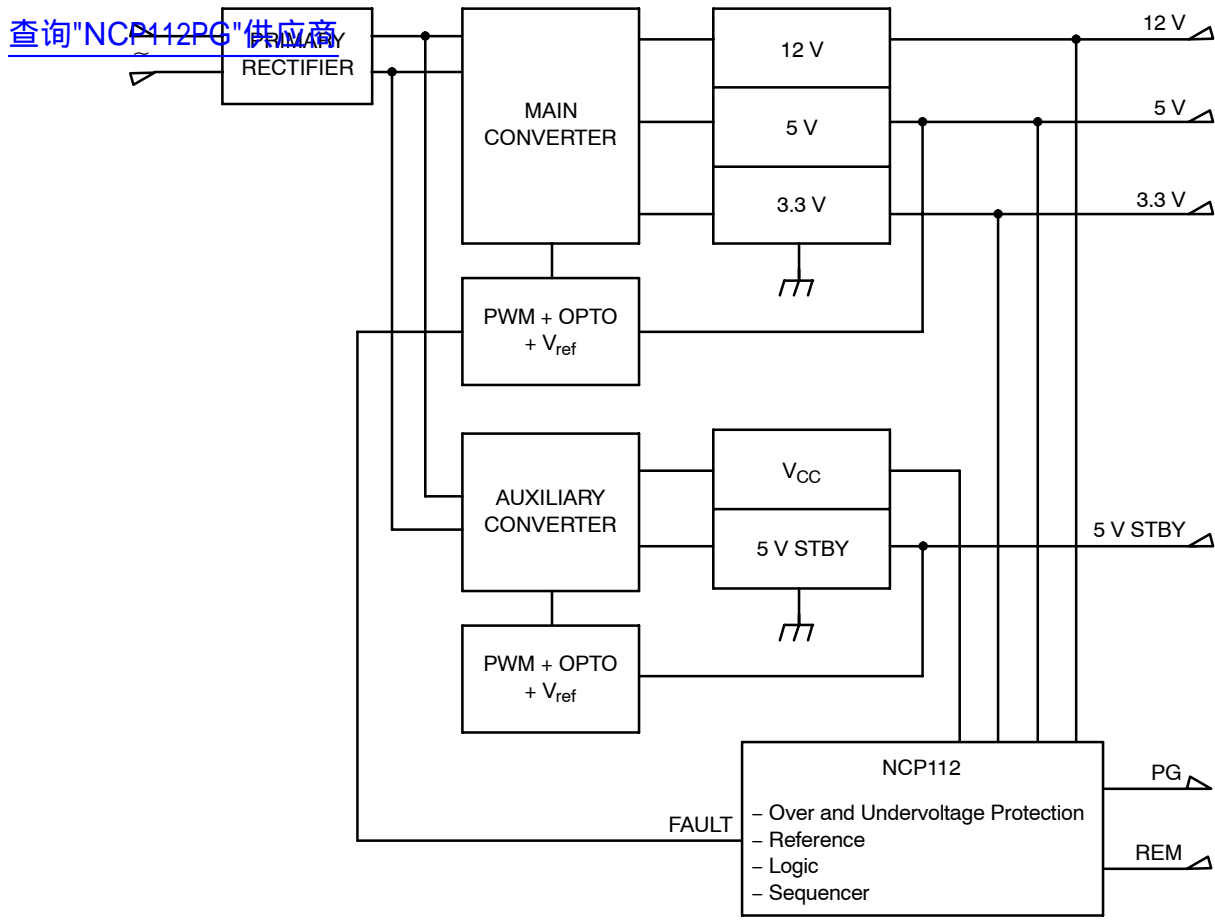 查询"NCP112PG"供应商
~
PRIMARY
RECTIFIER
MAIN
CONVERTER
12 V
5 V
3.3 V
12 V
5 V
3.3 V
PWM + OPTO
+ Vref
AUXILIARY
CONVERTER
VCC
5 V STBY
5 V STBY
PWM + OPTO
+ Vref
NCP112
– Over and Undervoltage Protection
– Reference
– Logic
– Sequencer
FAULT
PG
REM